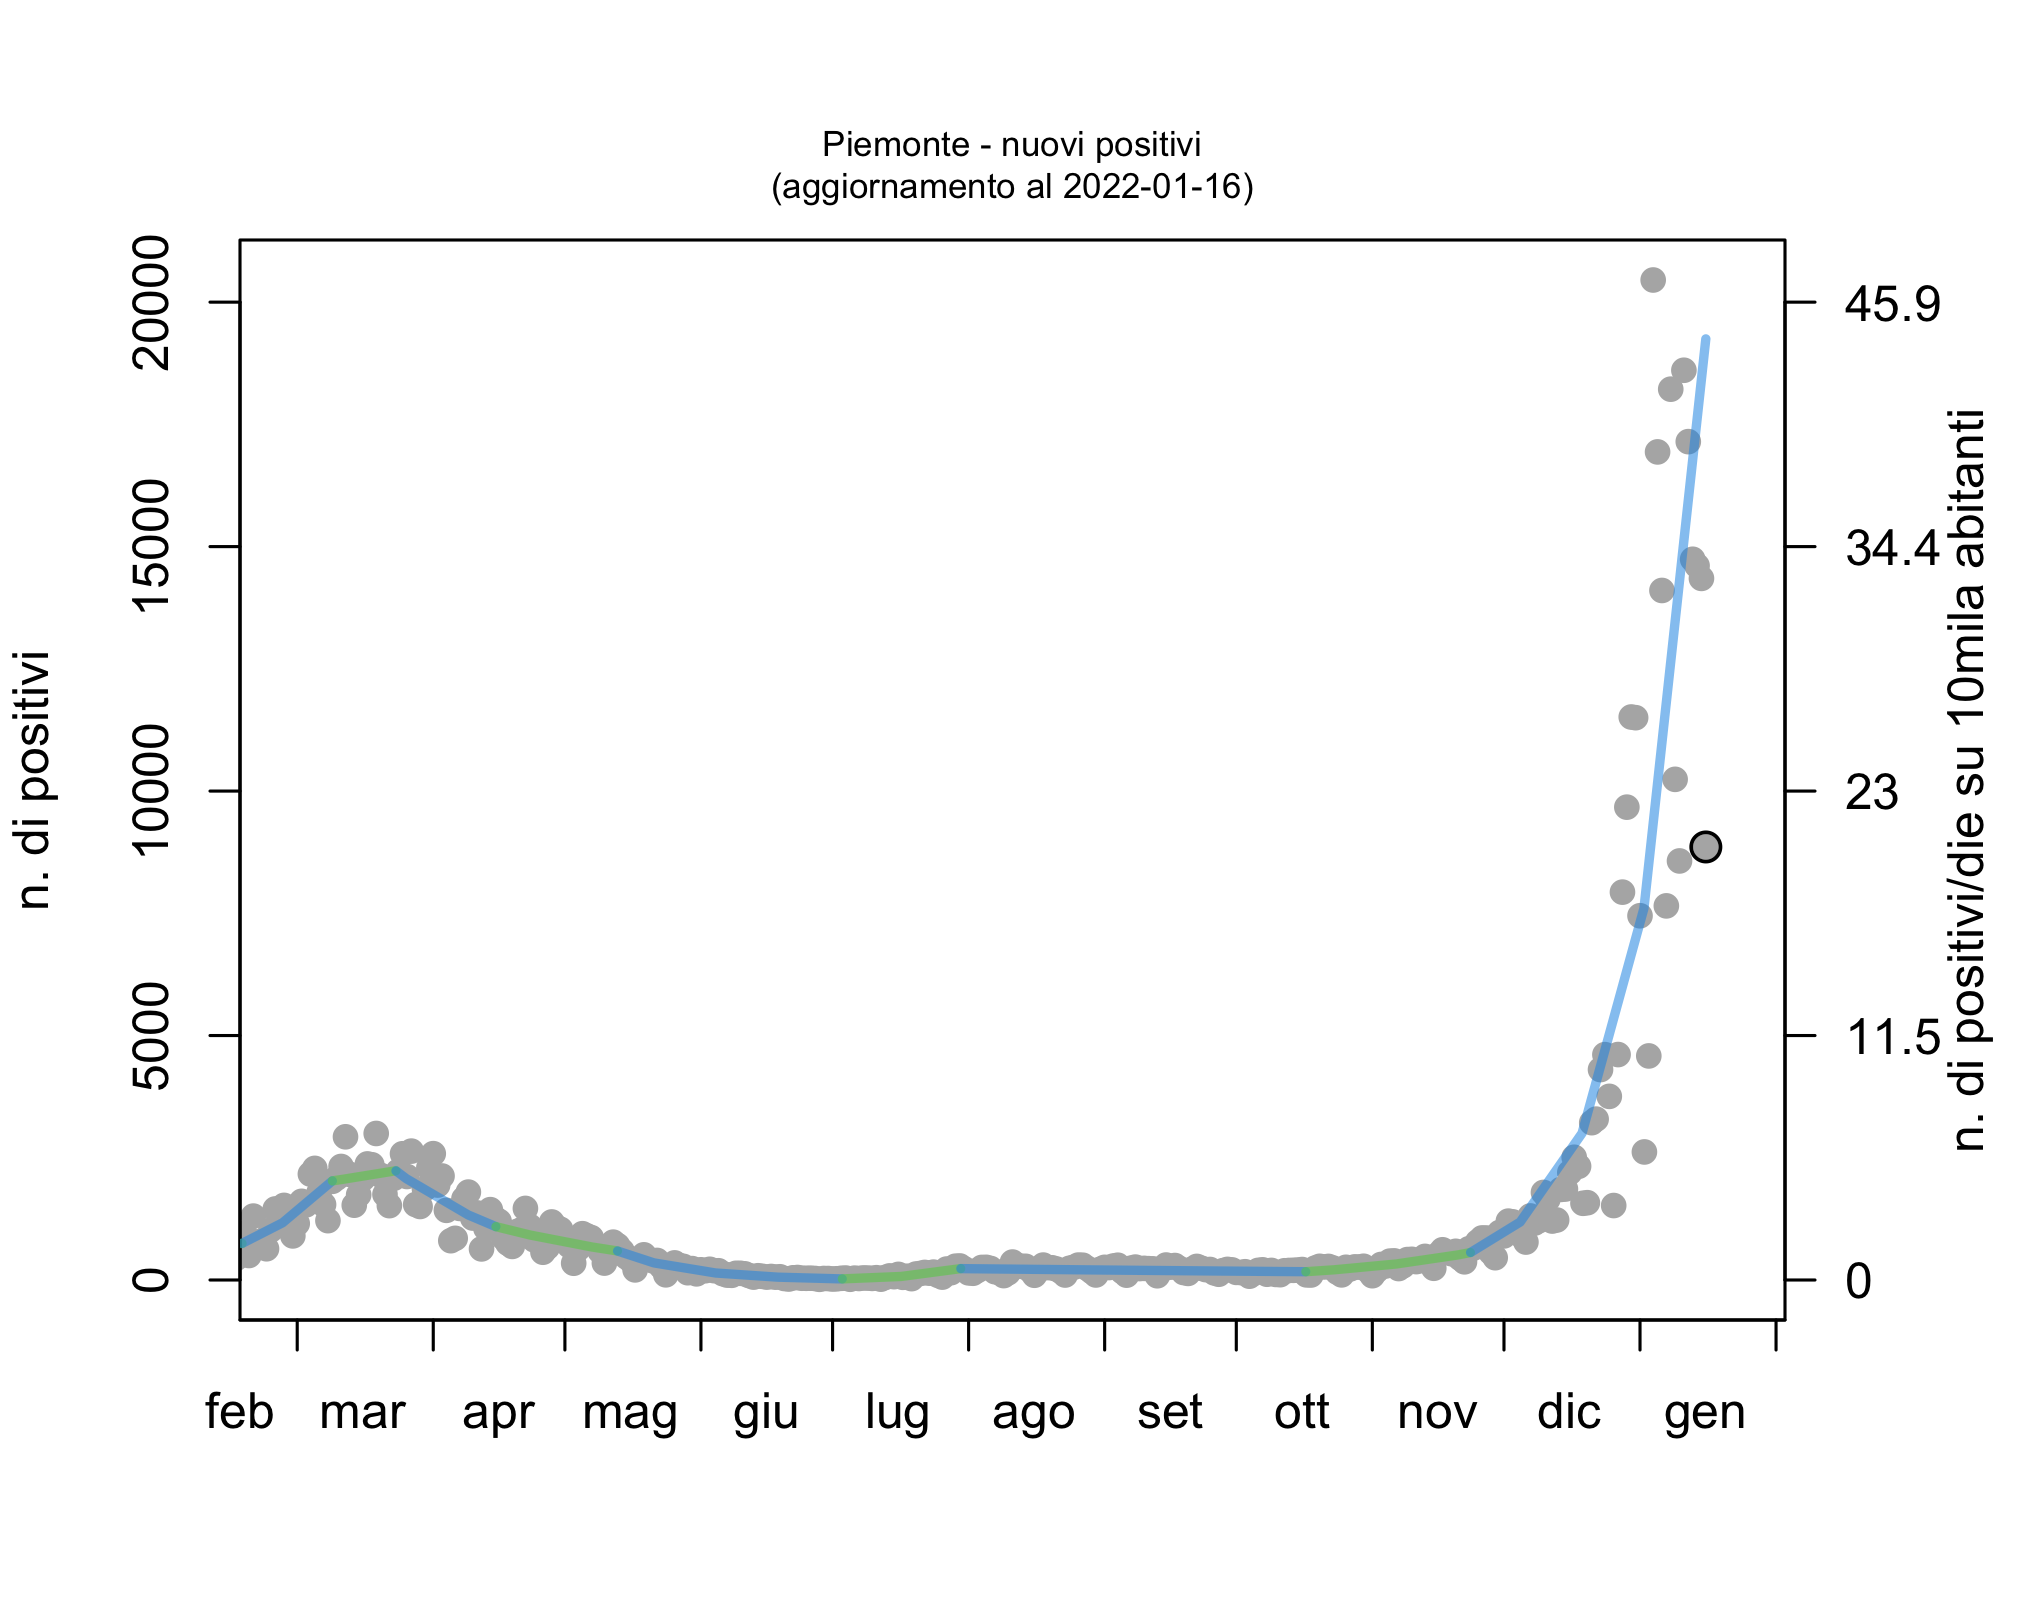 Piemonte - nuovi positivi
(aggiornamento al 2022-01-16)
n. di positivi
20000
15000
10000
5000
0
45.9
34.4
23
11.5
0
n. di positivi/die su 10mila abitanti
feb mar apr mag giu lug ago set ott nov dic gen